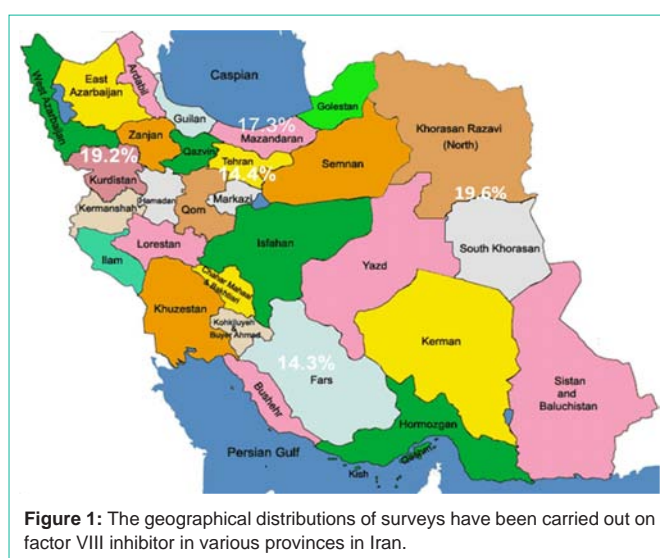 Caspian
West Azarbaijan
East
Azarbaijan
Ardabil
Guilan
Golestan
17.3%
Mazandaran
Khorasan Razavi
(North)
Zanjan
Qazvin
Tehran
14.4%
Semnan
19.2%
Kurdistan
Hamadan
Qom
Markazi
19.6%
South Khorasan
Kermanshah
Lorestan
Ilam
Isfahan
Yazd
Chahar Mahaal
& Bakhtiari
Khuzestan
Kohkiluyeh
&
Buyer Ahmad
Kerman
14.3%
Fars
Bushehr
Sistan
and
Baluchistan
Hormozgan
Persian Gulf
Kish
Qeshm
Figure 1: The geographical distributions of surveys have been carried out on
factor VIII inhibitor in various provinces in Iran.